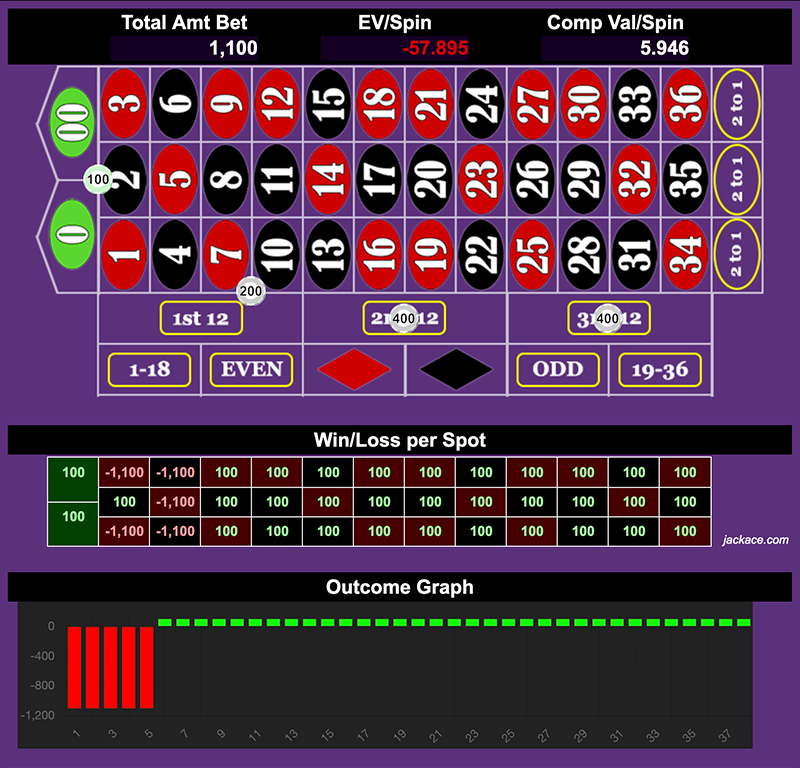 Total Amt Bet EV/Spin Comp Val/Spin
1,100 -57.895 5.946
00 3 6 9 12 15 18 21 24 27 30 33 36 2 to 1
100 2 5 8 11 14 17 20 23 26 29 32 35 2 to 1
0 1 4 7 10 13 16 19 22 25 28 31 34 2 to 1
200
1st 12 2 400 12 3 400 12
1-18 EVEN ODD 19-36
Win/Loss per Spot
100 -1,100 -1,100 100 100 100 100 100 100 100 100 100 100
100 -1,100 100 100 100 100 100 100 100 100 100 100
100 -1,100 -1,100 100 100 100 100 100 100 100 100 100 100
jackace.com
Outcome Graph
0
-400
-800
-1,200
1 3 5 7 9 11 13 15 17 19 21 23 25 27 29 31 33 35 37